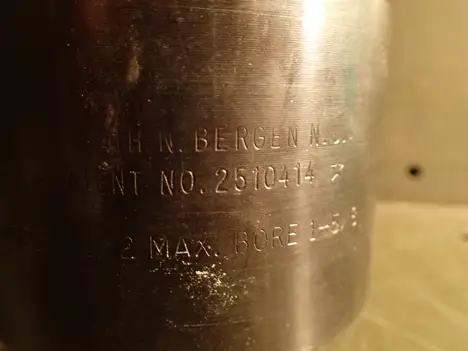 H N. BERGEN N.J.
ENT NO. 2510414
2 MAX. BORE 1-5/8